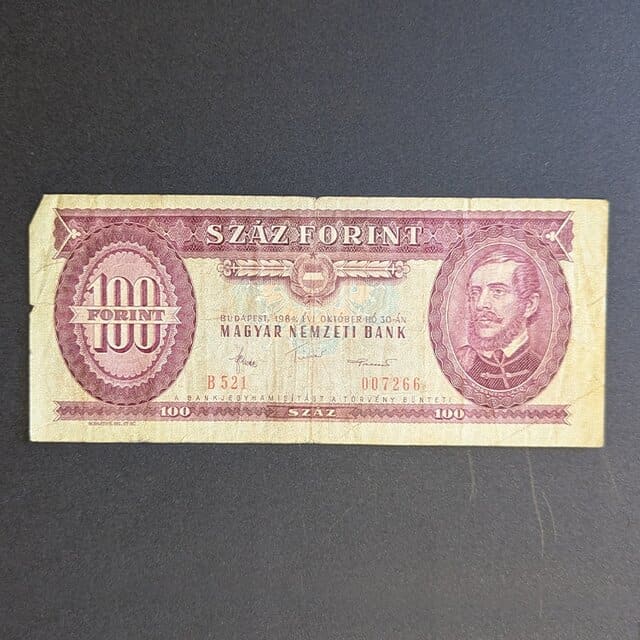 SZÁZ FORINT
100
FORINT
BUDAPEST, 1984. ÉVI OKTÓBER HÓ 30-ÁN
MAGYAR NEMZETI BANK
B 521 007266
A BANKJEGYHAMISÍTÁST A TÖRVÉNY BÜNTETI
100 SZÁZ 100